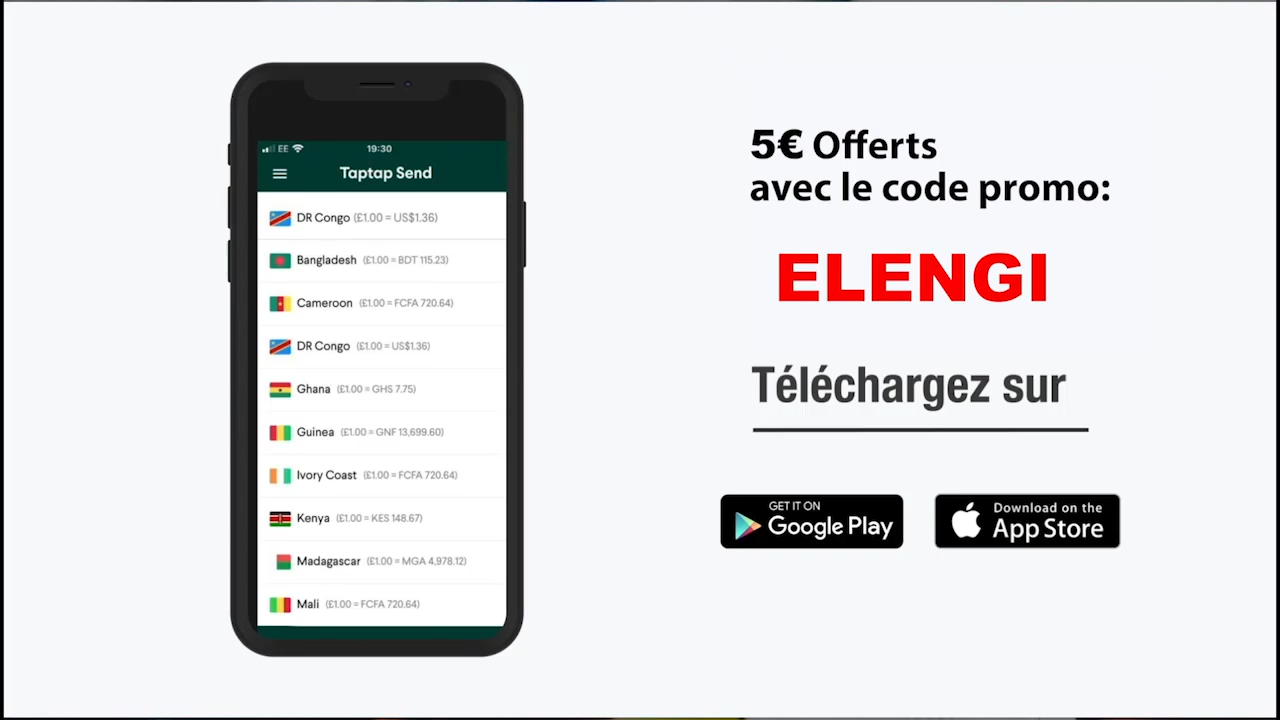 EE
19:30
Taptap Send
DR Congo (£1.00 = US$1.36)
Bangladesh (£1.00 = BDT 115.23)
Cameroon (£1.00 = FCFA 720.64)
DR Congo (£1.00 = US$1.36)
Ghana (£1.00 = GHS 7.75)
Guinea (£1.00 = GNF 13,699.60)
Ivory Coast (£1.00 = FCFA 720.64)
Kenya (£1.00 = KES 148.67)
Madagascar (£1.00 = MGA 4,978.12)
Mali (£1.00 = FCFA 720.64)
5€ Offerts
avec le code promo:
ELENGI
Téléchargez sur
GET IT ON
Google Play
Download on the
App Store